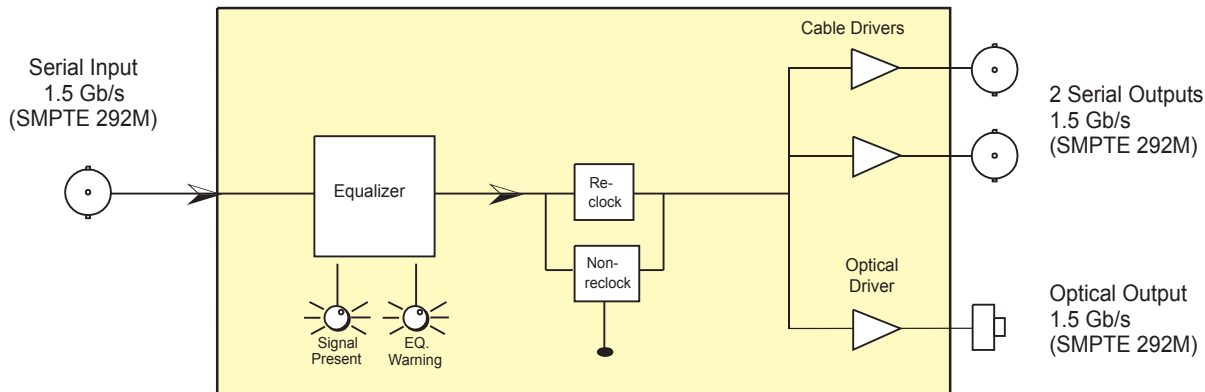 Serial Input
1.5 Gb/s
(SMPTE 292M)
Equalizer
Signal
Present
EQ.
Warning
Re-
clock
Non-
reclock
Cable Drivers
2 Serial Outputs
1.5 Gb/s
(SMPTE 292M)
Optical
Driver
Optical Output
1.5 Gb/s
(SMPTE 292M)